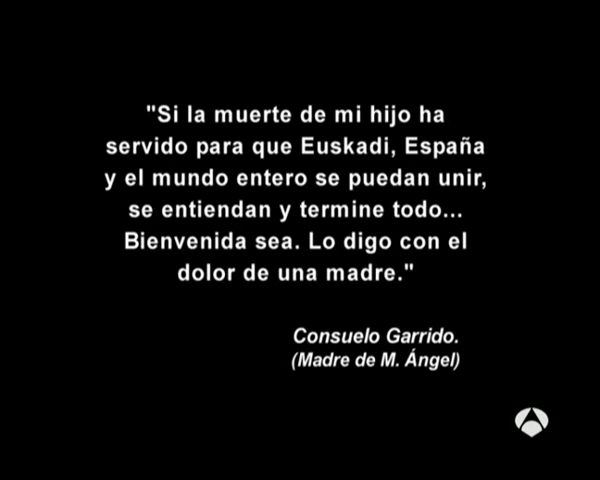 "Si la muerte de mi hijo ha
servido para que Euskadi, España
y el mundo entero se puedan unir,
se entiendan y termine todo...
Bienvenida sea. Lo digo con el
dolor de una madre."
Consuelo Garrido.
(Madre de M. Ángel)